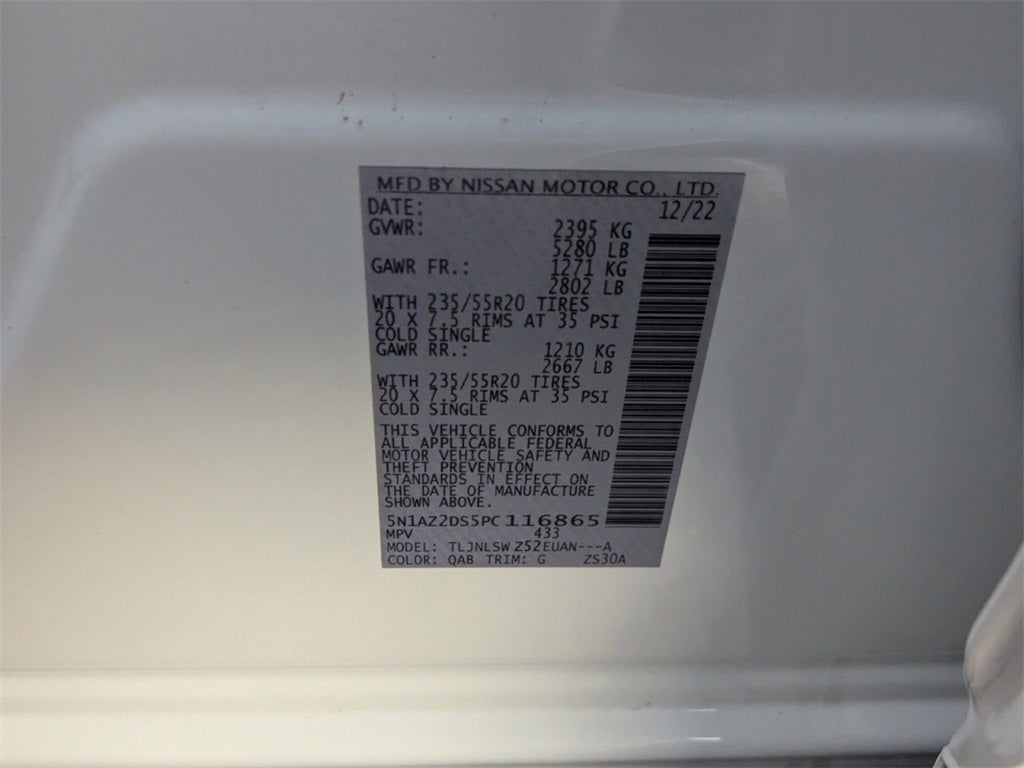 MFD BY NISSAN MOTOR CO., LTD.
DATE: 12/22
GVWR: 2395 KG
5280 LB
GAWR FR.: 1271 KG
2802 LB
WITH 235/55R20 TIRES
20 X 7.5 RIMS AT 35 PSI
COLD SINGLE
GAWR RR.: 1210 KG
2667 LB
WITH 235/55R20 TIRES
20 X 7.5 RIMS AT 35 PSI
COLD SINGLE
THIS VEHICLE CONFORMS TO
ALL APPLICABLE FEDERAL
MOTOR VEHICLE SAFETY AND
THEFT PREVENTION
STANDARDS IN EFFECT ON
THE DATE OF MANUFACTURE
SHOWN ABOVE.
5N1AZ2DS5PC116865
MPV 433
MODEL: TLJNLSW Z52EUAN---A
COLOR: QAB TRIM: G ZS30A